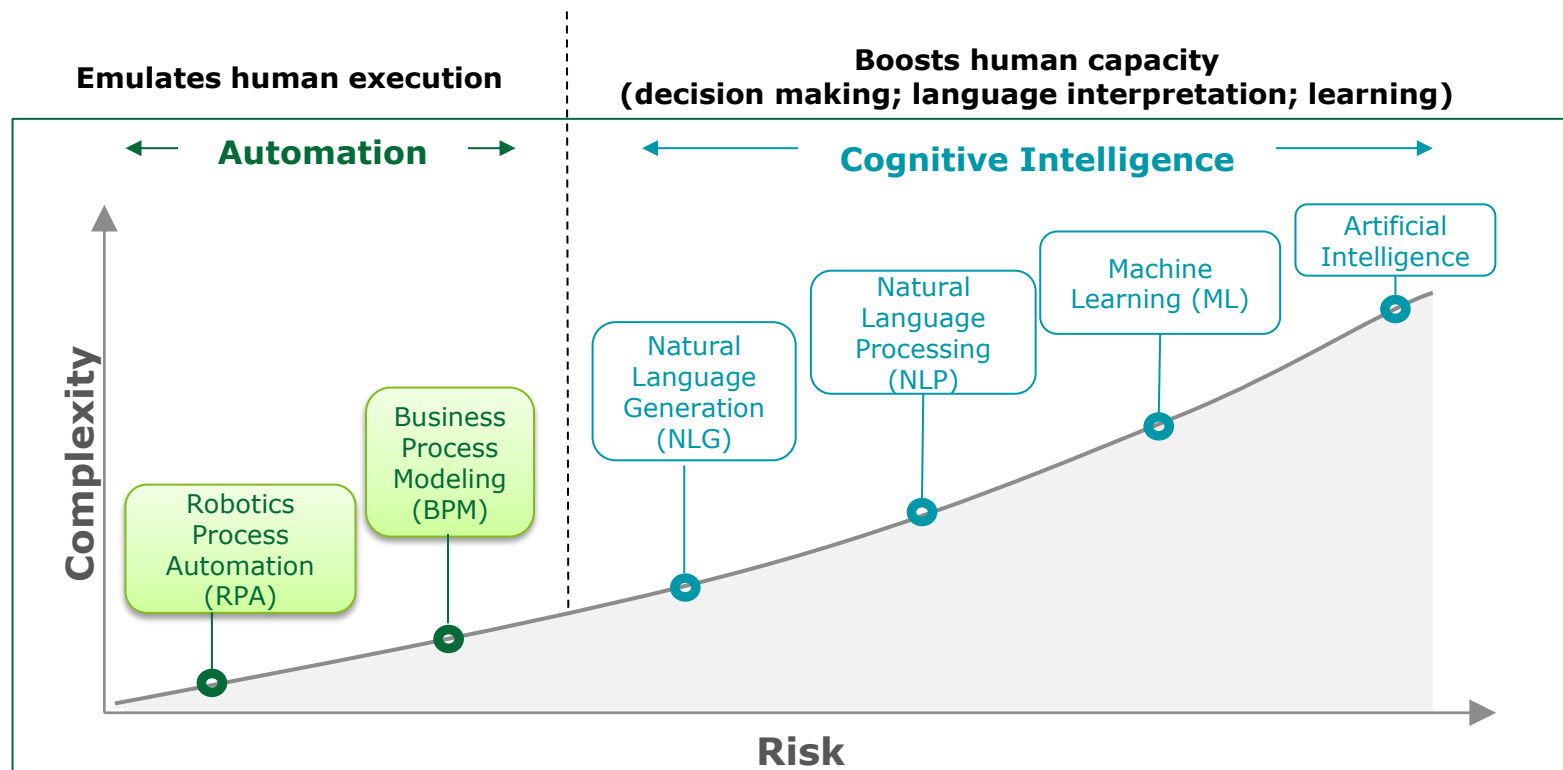 Emulates human execution
Boosts human capacity
(decision making; language interpretation; learning)
Automation
Cognitive Intelligence
Complexity
Robotics
Process
Automation
(RPA)
Business
Process
Modeling
(BPM)
Natural
Language
Generation
(NLG)
Natural
Language
Processing
(NLP)
Machine
Learning (ML)
Artificial
Intelligence
Risk